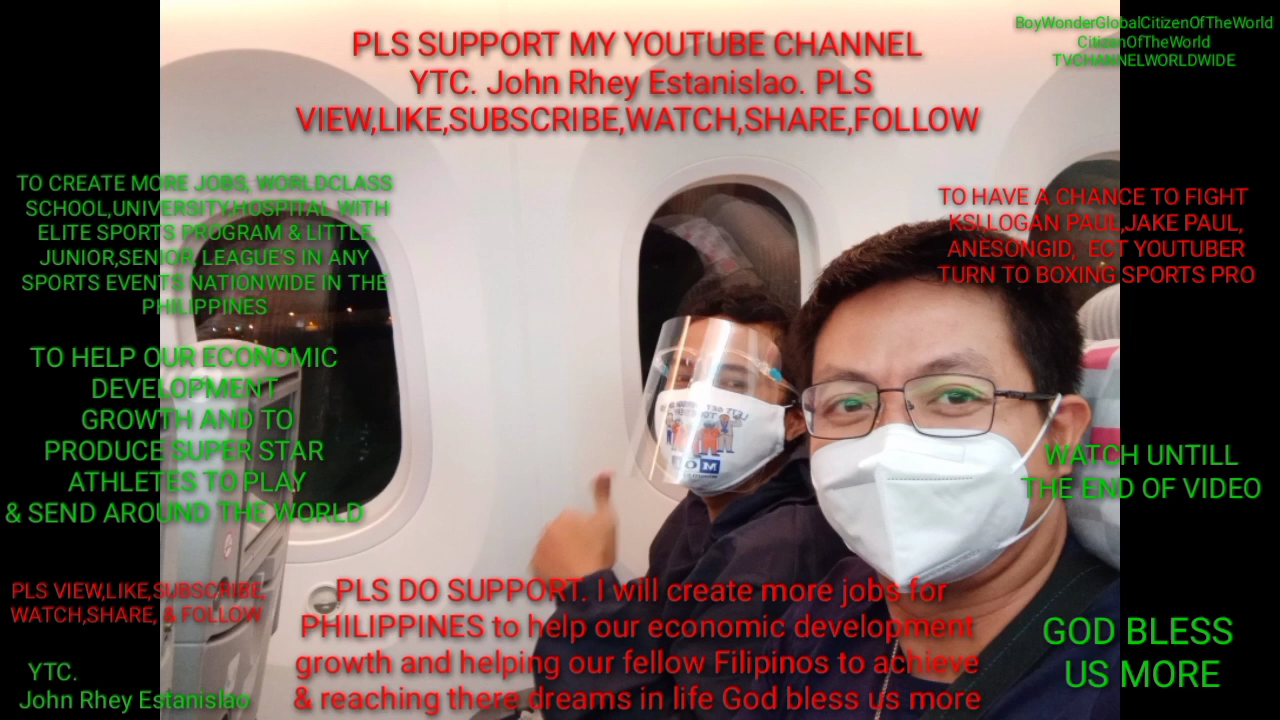 PLS SUPPORT MY YOUTUBE CHANNEL
YTC. John Rhey Estanislao. PLS
VIEW,LIKE,SUBSCRIBE,WATCH,SHARE,FOLLOW
BoyWonderGlobalCitizenOfTheWorld
CitizenOfTheWorld
TVCHANNELWORLDWIDE
TO CREATE MORE JOBS, WORLDCLASS
SCHOOL,UNIVERSITY,HOSPITAL WITH
ELITE SPORTS PROGRAM & LITTLE,
JUNIOR,SENIOR, LEAGUE'S IN ANY
SPORTS EVENTS NATIONWIDE IN THE
PHILIPPINES
TO HAVE A CHANCE TO FIGHT
KSI,LOGAN PAUL,JAKE PAUL,
ANESONGID, ECT YOUTUBER
TURN TO BOXING SPORTS PRO
TO HELP OUR ECONOMIC
DEVELOPMENT
GROWTH AND TO
PRODUCE SUPER STAR
ATHLETES TO PLAY
& SEND AROUND THE WORLD
WATCH UNTILL
THE END OF VIDEO
PLS VIEW,LIKE,SUBSCRIBE,
WATCH,SHARE, & FOLLOW
YTC.
John Rhey Estanislao
PLS DO SUPPORT. I will create more jobs for
PHILIPPINES to help our economic development
growth and helping our fellow Filipinos to achieve
& reaching there dreams in life God bless us more
GOD BLESS
US MORE